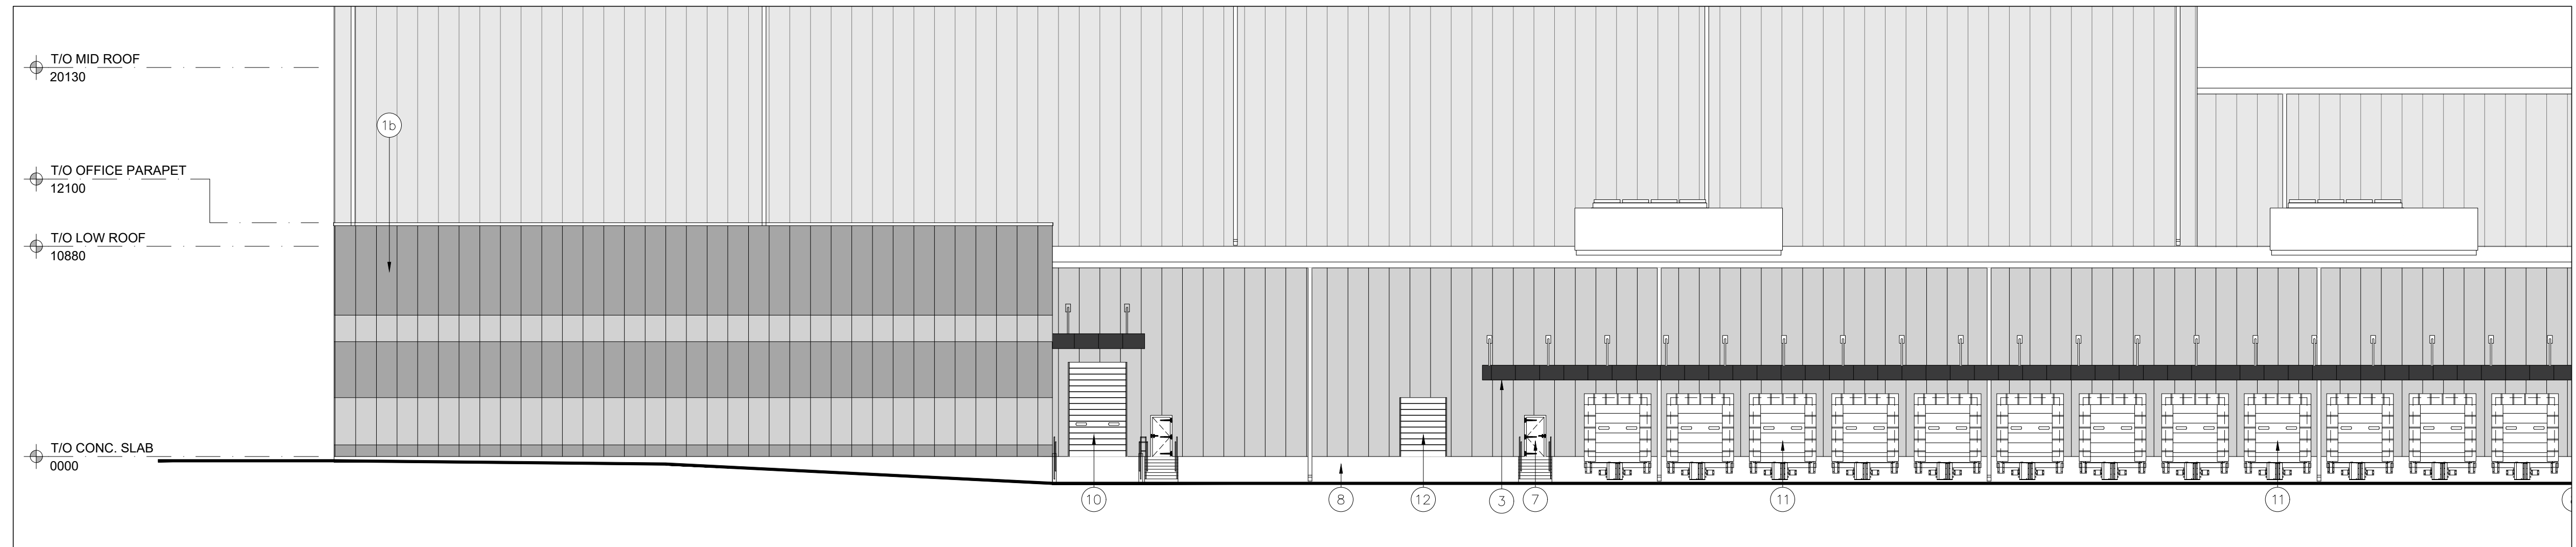 T/O MID ROOF
20130
1b
T/O OFFICE PARAPET
12100
T/O LOW ROOF
10880
T/O CONC. SLAB
0000
10
8
12
3
7
11
11